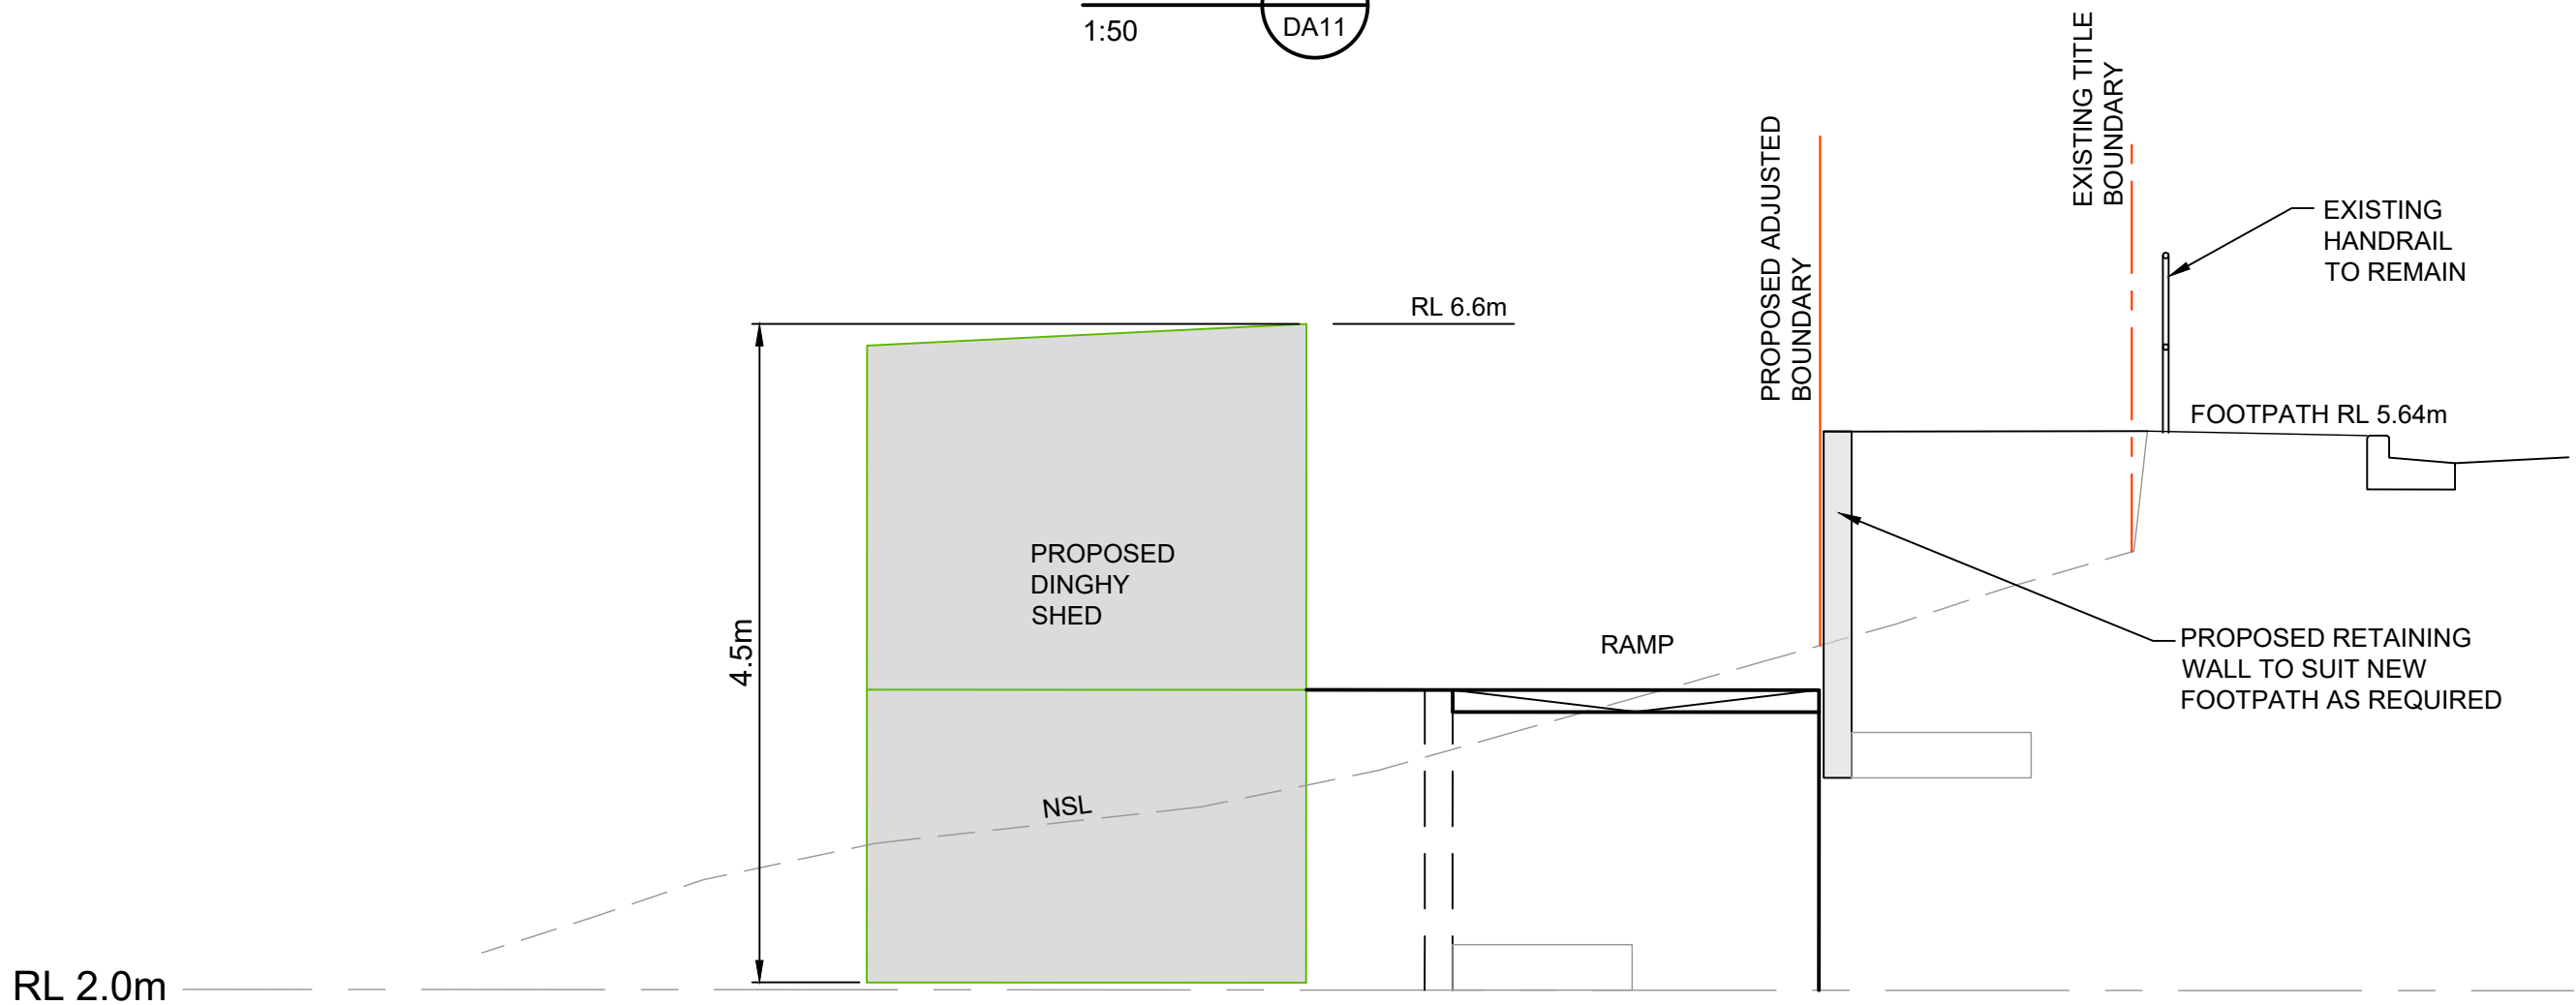 1:50
DA11
EXISTING TITLE
BOUNDARY
PROPOSED ADJUSTED
BOUNDARY
EXISTING
HANDRAIL
TO REMAIN
RL 6.6m
FOOTPATH RL 5.64m
PROPOSED
DINGHY
SHED
4.5m
RAMP
PROPOSED RETAINING
WALL TO SUIT NEW
FOOTPATH AS REQUIRED
NSL
RL 2.0m